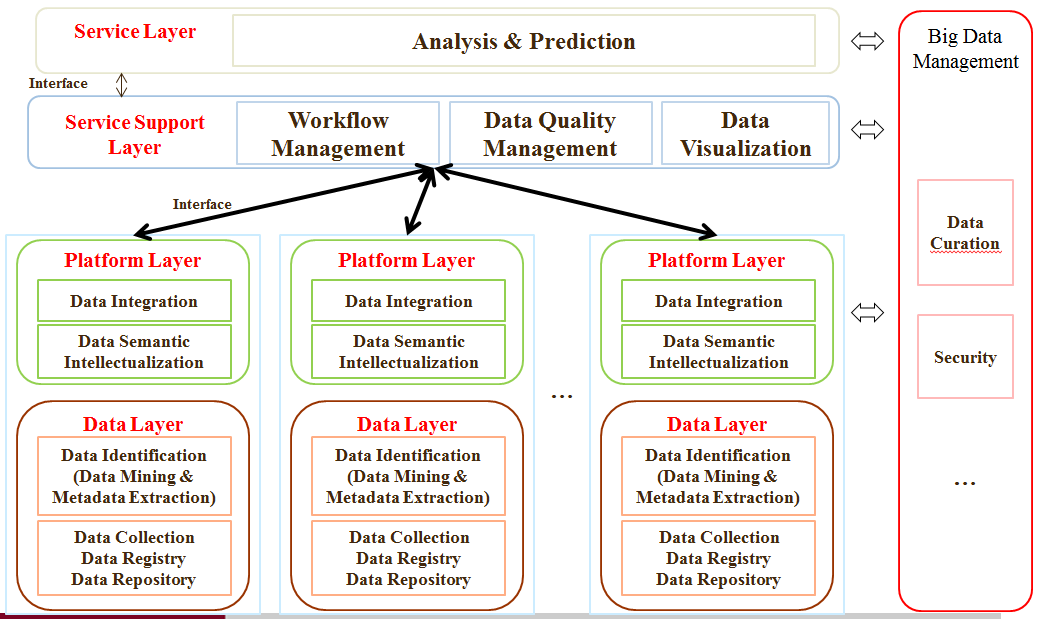 Service Layer
Analysis & Prediction
Interface
Service Support
Layer
Workflow
Management
Data Quality
Management
Data
Visualization
Interface
Platform Layer
Data Integration
Data Semantic
Intellectualization
Data Layer
Data Identification
(Data Mining &
Metadata Extraction)
Data Collection
Data Registry
Data Repository
Platform Layer
Data Integration
Data Semantic
Intellectualization
Data Layer
Data Identification
(Data Mining &
Metadata Extraction)
Data Collection
Data Registry
Data Repository
...
Platform Layer
Data Integration
Data Semantic
Intellectualization
Data Layer
Data Identification
(Data Mining &
Metadata Extraction)
Data Collection
Data Registry
Data Repository
Big Data
Management
Data
Curation
Security
...